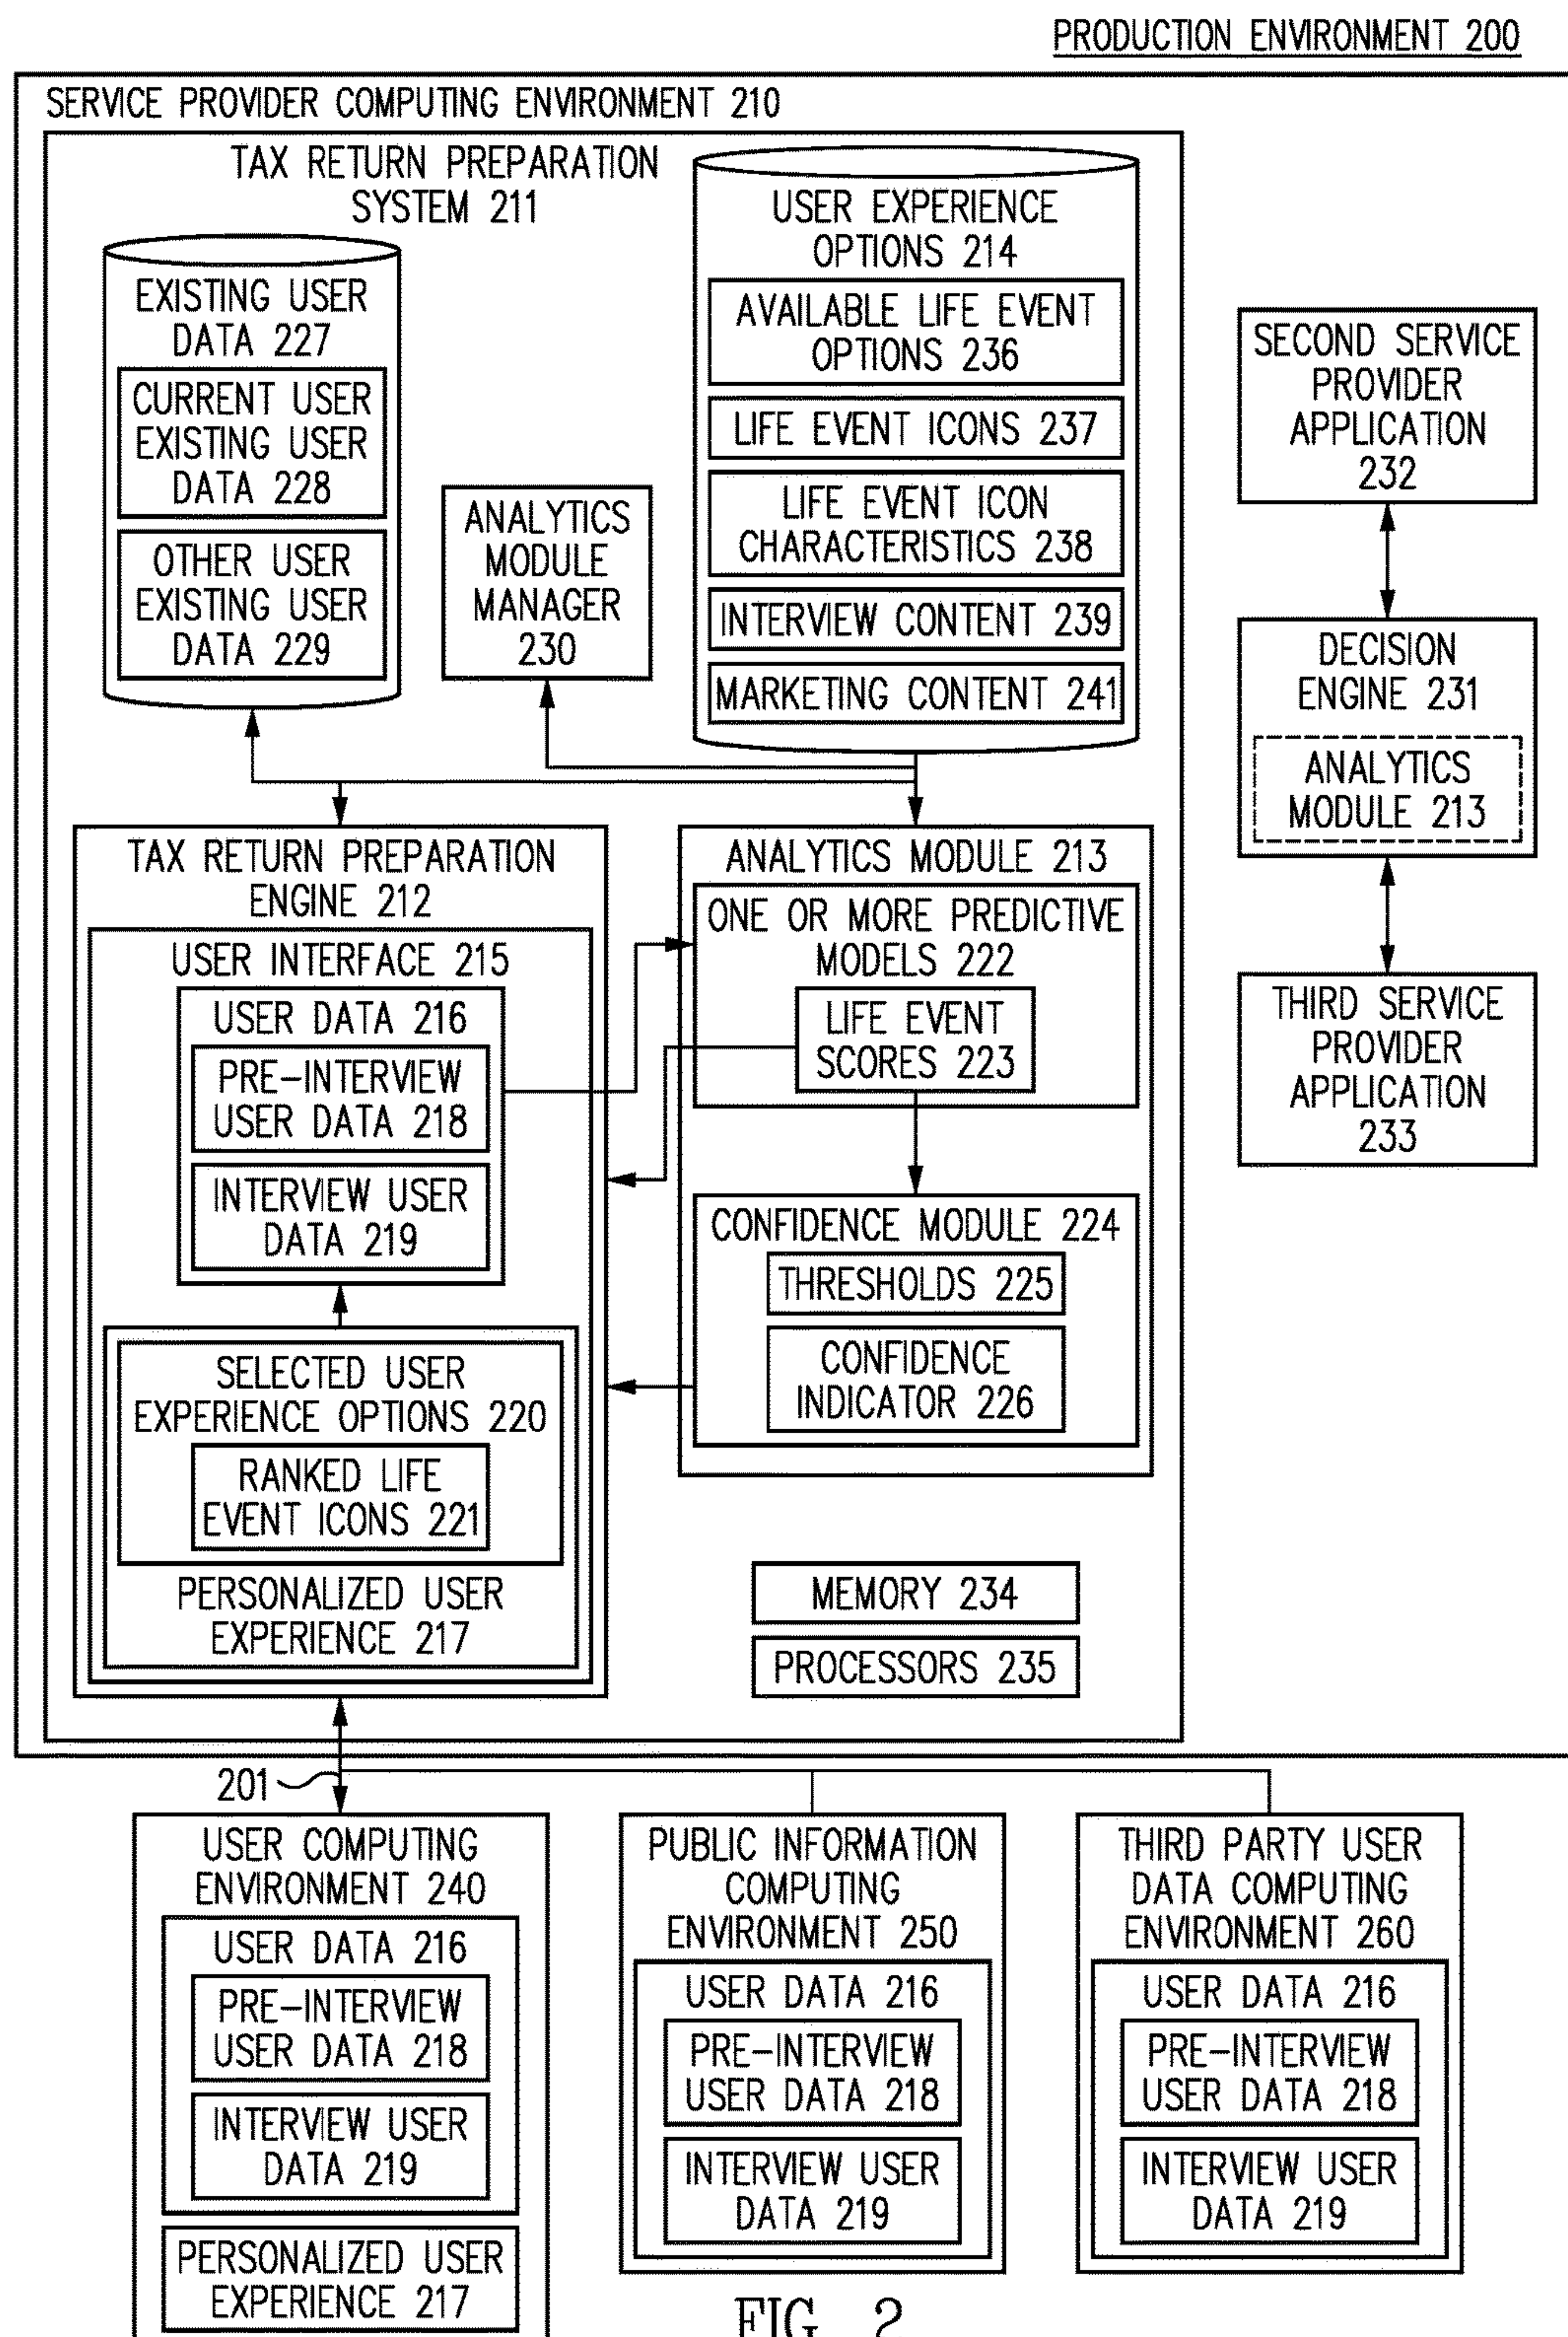 PRODUCTION ENVIRONMENT 200
SERVICE PROVIDER COMPUTING ENVIRONMENT 210
TAX RETURN PREPARATION
SYSTEM 211
EXISTING USER
DATA 227
CURRENT USER
EXISTING USER
DATA 228
OTHER USER
EXISTING USER
DATA 229
ANALYTICS
MODULE
MANAGER
230
USER EXPERIENCE
OPTIONS 214
AVAILABLE LIFE EVENT
OPTIONS 236
LIFE EVENT ICONS 237
LIFE EVENT ICON
CHARACTERISTICS 238
INTERVIEW CONTENT 239
MARKETING CONTENT 241
SECOND SERVICE
PROVIDER
APPLICATION
232
DECISION
ENGINE 231
ANALYTICS
MODULE 213
THIRD SERVICE
PROVIDER
APPLICATION
233
TAX RETURN PREPARATION
ENGINE 212
USER INTERFACE 215
USER DATA 216
PRE-INTERVIEW
USER DATA 218
INTERVIEW USER
DATA 219
SELECTED USER
EXPERIENCE OPTIONS 220
RANKED LIFE
EVENT ICONS 221
PERSONALIZED USER
EXPERIENCE 217
ANALYTICS MODULE 213
ONE OR MORE PREDICTIVE
MODELS 222
LIFE EVENT
SCORES 223
CONFIDENCE MODULE 224
THRESHOLDS 225
CONFIDENCE
INDICATOR 226
MEMORY 234
PROCESSORS 235
201
USER COMPUTING
ENVIRONMENT 240
USER DATA 216
PRE-INTERVIEW
USER DATA 218
INTERVIEW USER
DATA 219
PERSONALIZED USER
EXPERIENCE 217
PUBLIC INFORMATION
COMPUTING
ENVIRONMENT 250
USER DATA 216
PRE-INTERVIEW
USER DATA 218
INTERVIEW USER
DATA 219
THIRD PARTY USER
DATA COMPUTING
ENVIRONMENT 260
USER DATA 216
PRE-INTERVIEW
USER DATA 218
INTERVIEW USER
DATA 219
FIG. 2